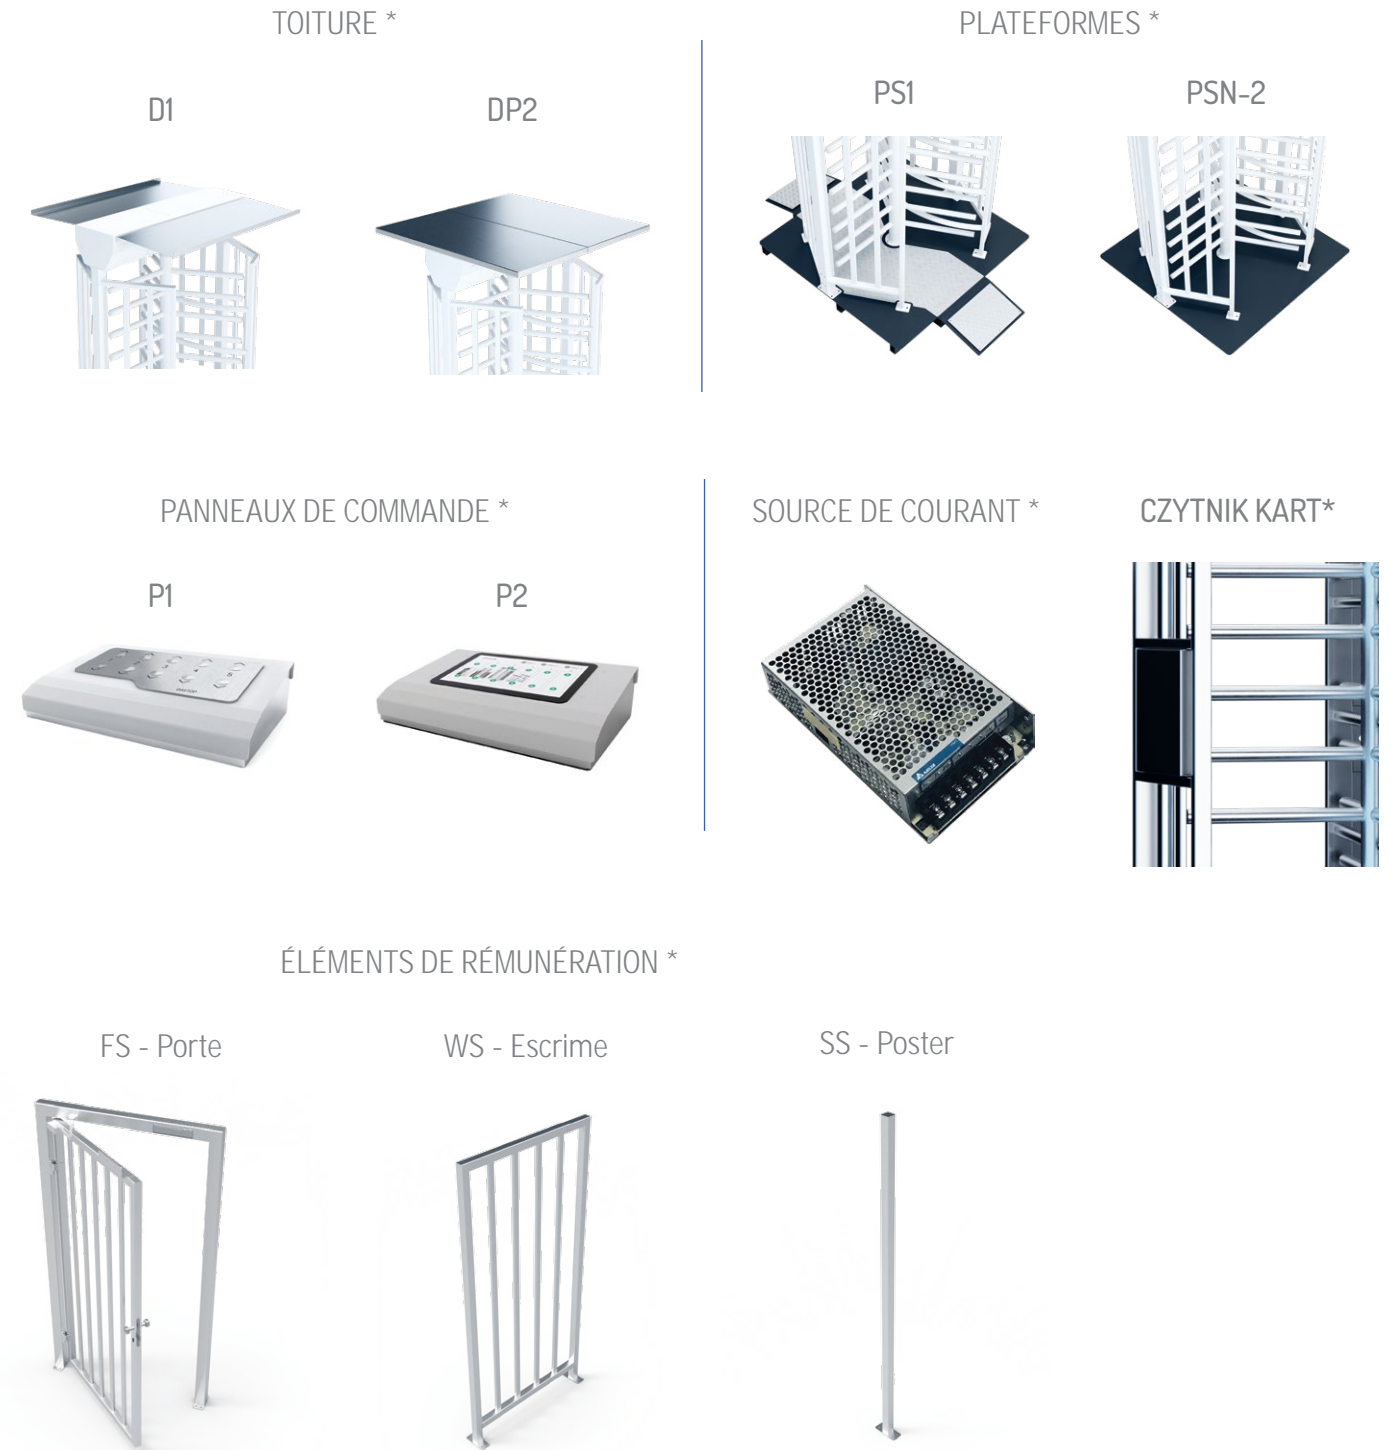 TOITURE *
PLATEFORMES *
D1
DP2
PS1
PSN-2
PANNEAUX DE COMMANDE *
SOURCE DE COURANT *
CZYTNIK KART*
P1
P2
ÉLÉMENTS DE RÉMUNÉRATION *
FS - Porte
WS - Escrime
SS - Poster